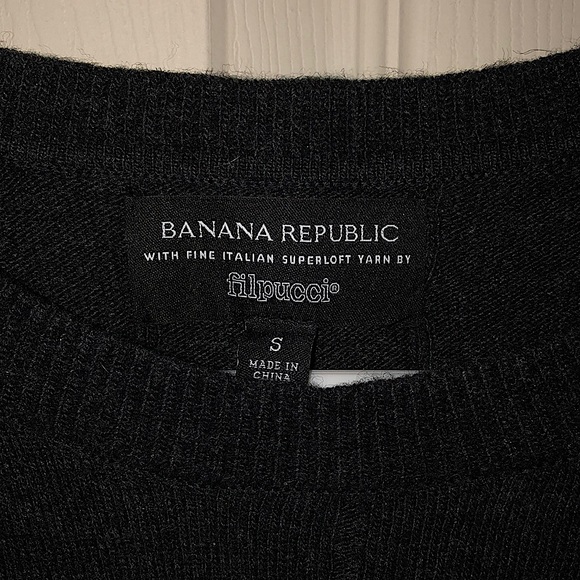 BANANA REPUBLIC
WITH FINE ITALIAN SUPERLOFT YARN BY
filpucci®
S
MADE IN
CHINA